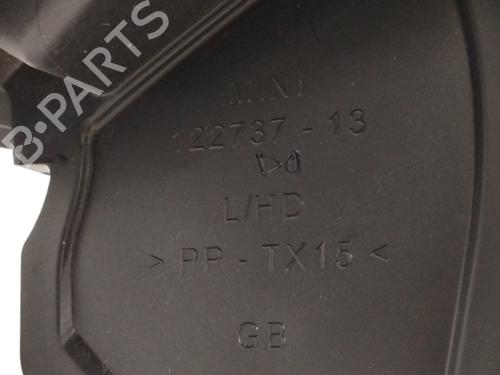 B-PARTS
MINI
122737 - 13
L/HD
> PP - TX15 <
GB